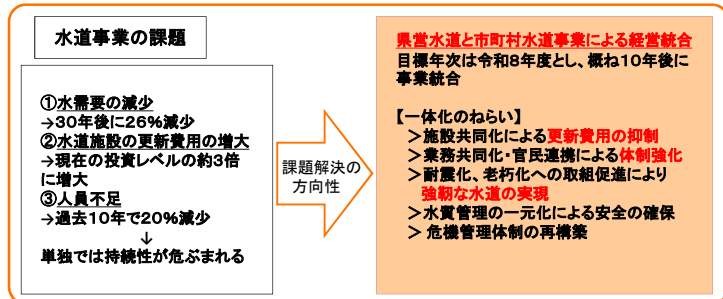 水道事業の課題
①水需要の減少
→30年後に26%減少
②水道施設の更新費用の増大
→現在の投資レベルの約3倍
に増大
③人員不足
→過去10年で20%減少
↓
単独では持続性が危ぶまれる
課題解決の
方向性
県営水道と市町村水道事業による経営統合
目標年次は令和8年度とし、概ね10年後に
事業統合
【一体化のねらい】
＞施設共同化による更新費用の抑制
＞業務共同化・官民連携による体制強化
＞耐震化、老朽化への取組促進により
強靭な水道の実現
＞水質管理の一元化による安全の確保
＞ 危機管理体制の再構築